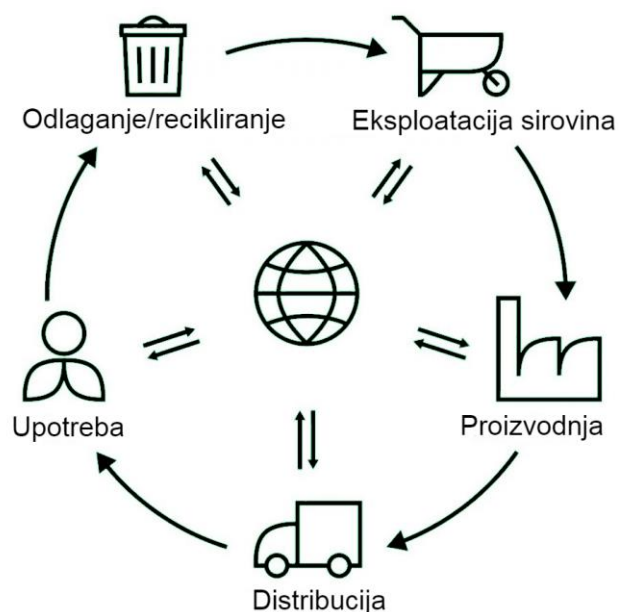 Odlaganje/recikliranje
Eksploatacija sirovina
Upotreba
Proizvodnja
Distribucija